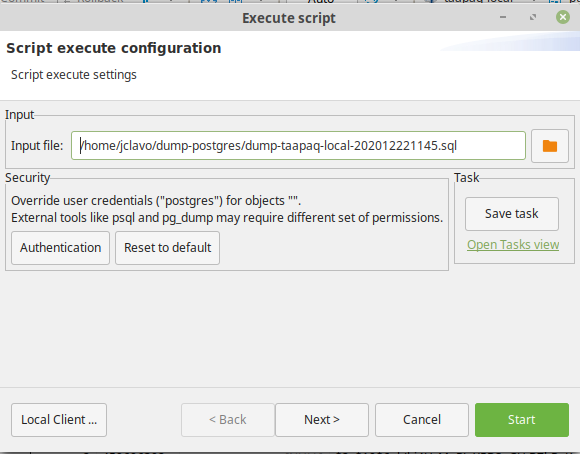 Execute script
Script execute configuration
Script execute settings
Input
Input file: /home/jclavo/dump-postgres/dump-taapaq-local-202012221145.sql
Security
Override user credentials ("postgres") for objects "".
External tools like psql and pg_dump may require different set of permissions.
Authentication Reset to default
Task
Save task
Open Tasks view
Local Client ... < Back Next > Cancel Start